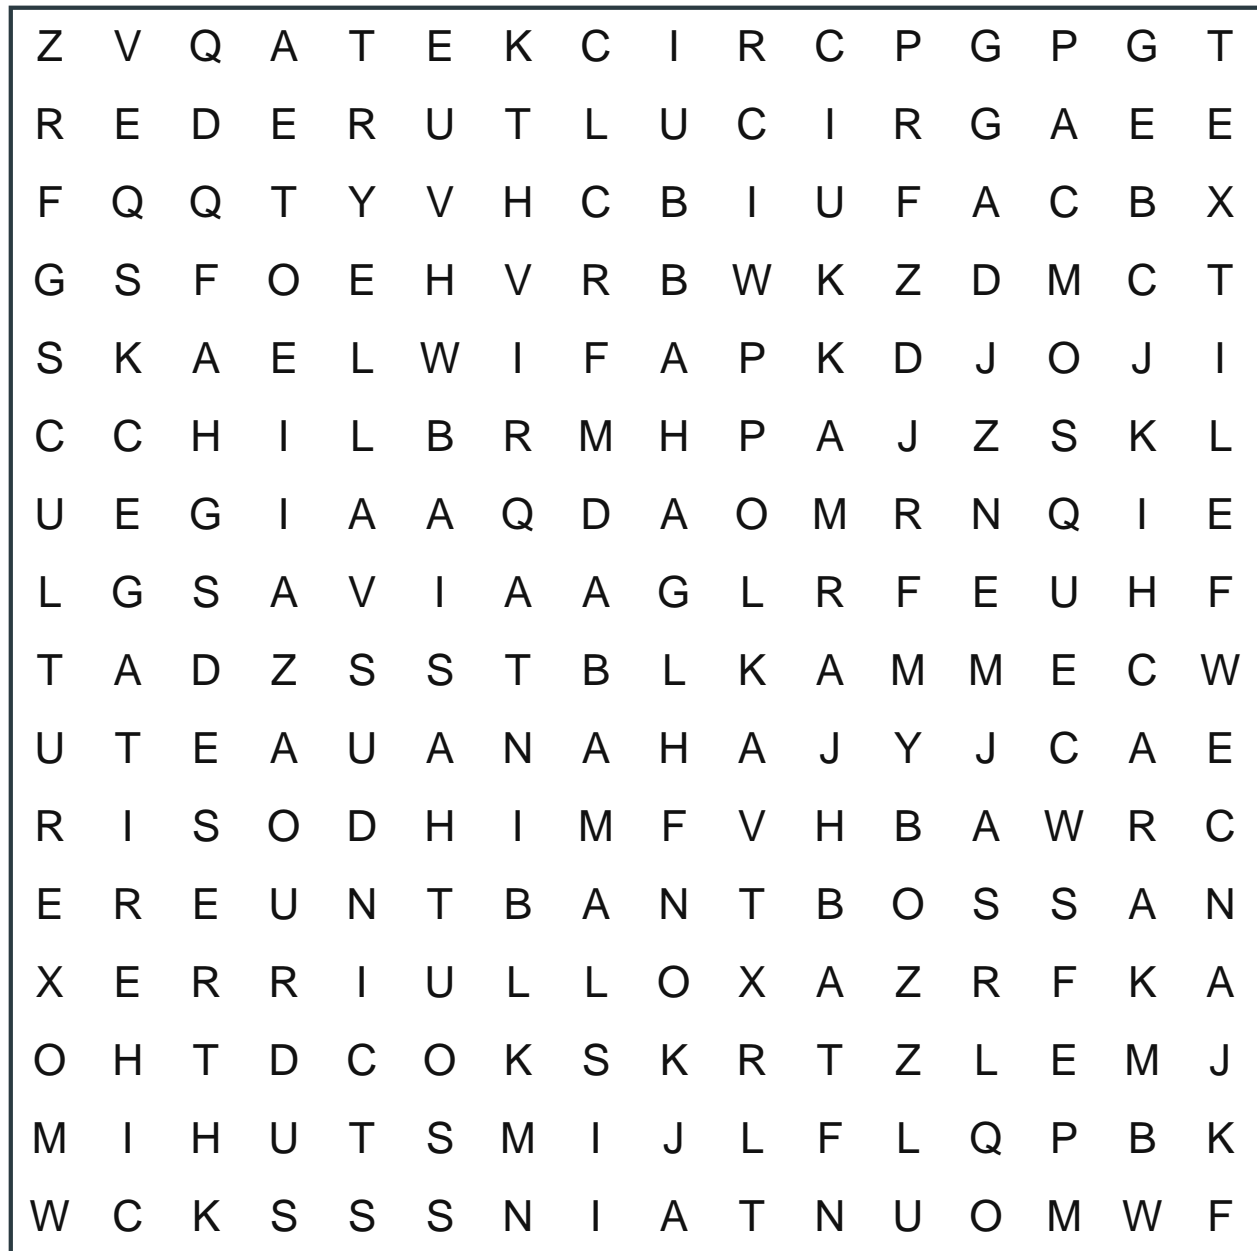 Z V Q A T E K C I R C P G P G T
R E D E R U T L U C I R G A E E
F Q Q T Y V H C B I U F A C B X
G S F O E H V R B W K Z D M C T
S K A E L W I F A P K D J O J I
C C H I L B R M H P A J Z S K L
U E G I A A Q D A O M R N Q I E
L G S A V I A A G L R F E U H F
T A D Z S S T B L K A M M E C W
U T E A U A N A H A J Y J C A E
R I S O D H I M F V H B A W R C
E R E U N T B A N T B O S S A N
X E R R I U L L O X A Z R F K A
O H T D C O K S K R T Z L E M J
M I H U T S M I J L F L Q P B K
W C K S S S N I A T N U O M W F